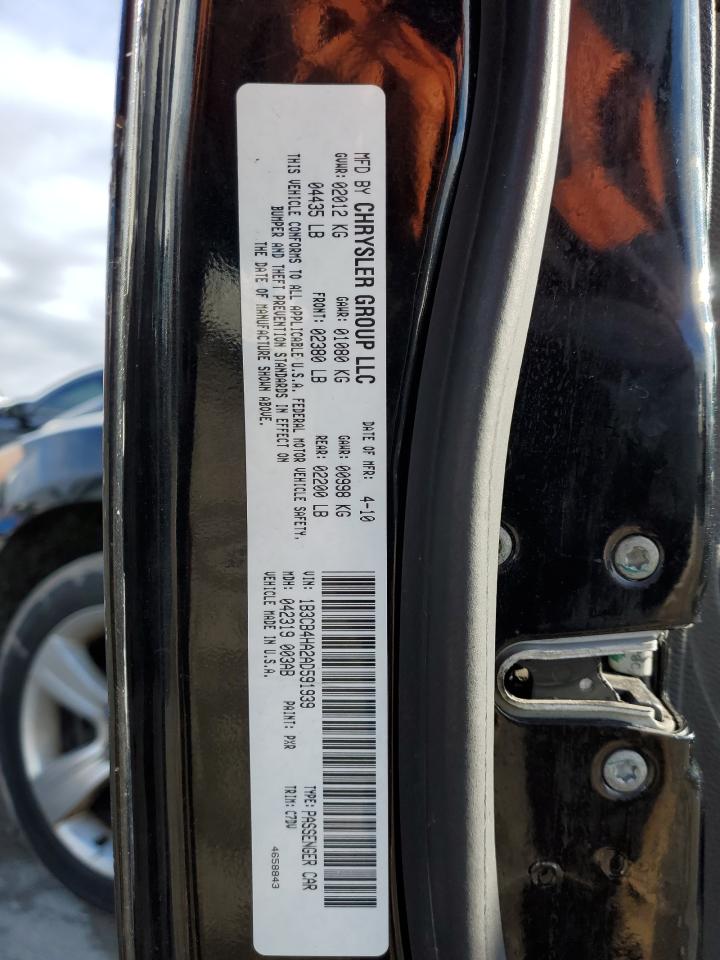 MFD BY CHRYSLER GROUP LLC DATE OF MFR: 4-10
GVWR: 02012 KG GAWR: 01080 KG GAWR: 00998 KG
04435 LB FRONT: 02380 LB REAR: 02200 LB
THIS VEHICLE CONFORMS TO ALL APPLICABLE U.S.A. FEDERAL MOTOR VEHICLE SAFETY,
BUMPER AND THEFT PREVENTION STANDARDS IN EFFECT ON
THE DATE OF MANUFACTURE SHOWN ABOVE.
VIN: 1B3CB4HA2AD591939 TYPE: PASSENGER CAR
MDH: 042319 003AB PAINT: PXR TRIM: C7DV
VEHICLE MADE IN U.S.A. 4658843